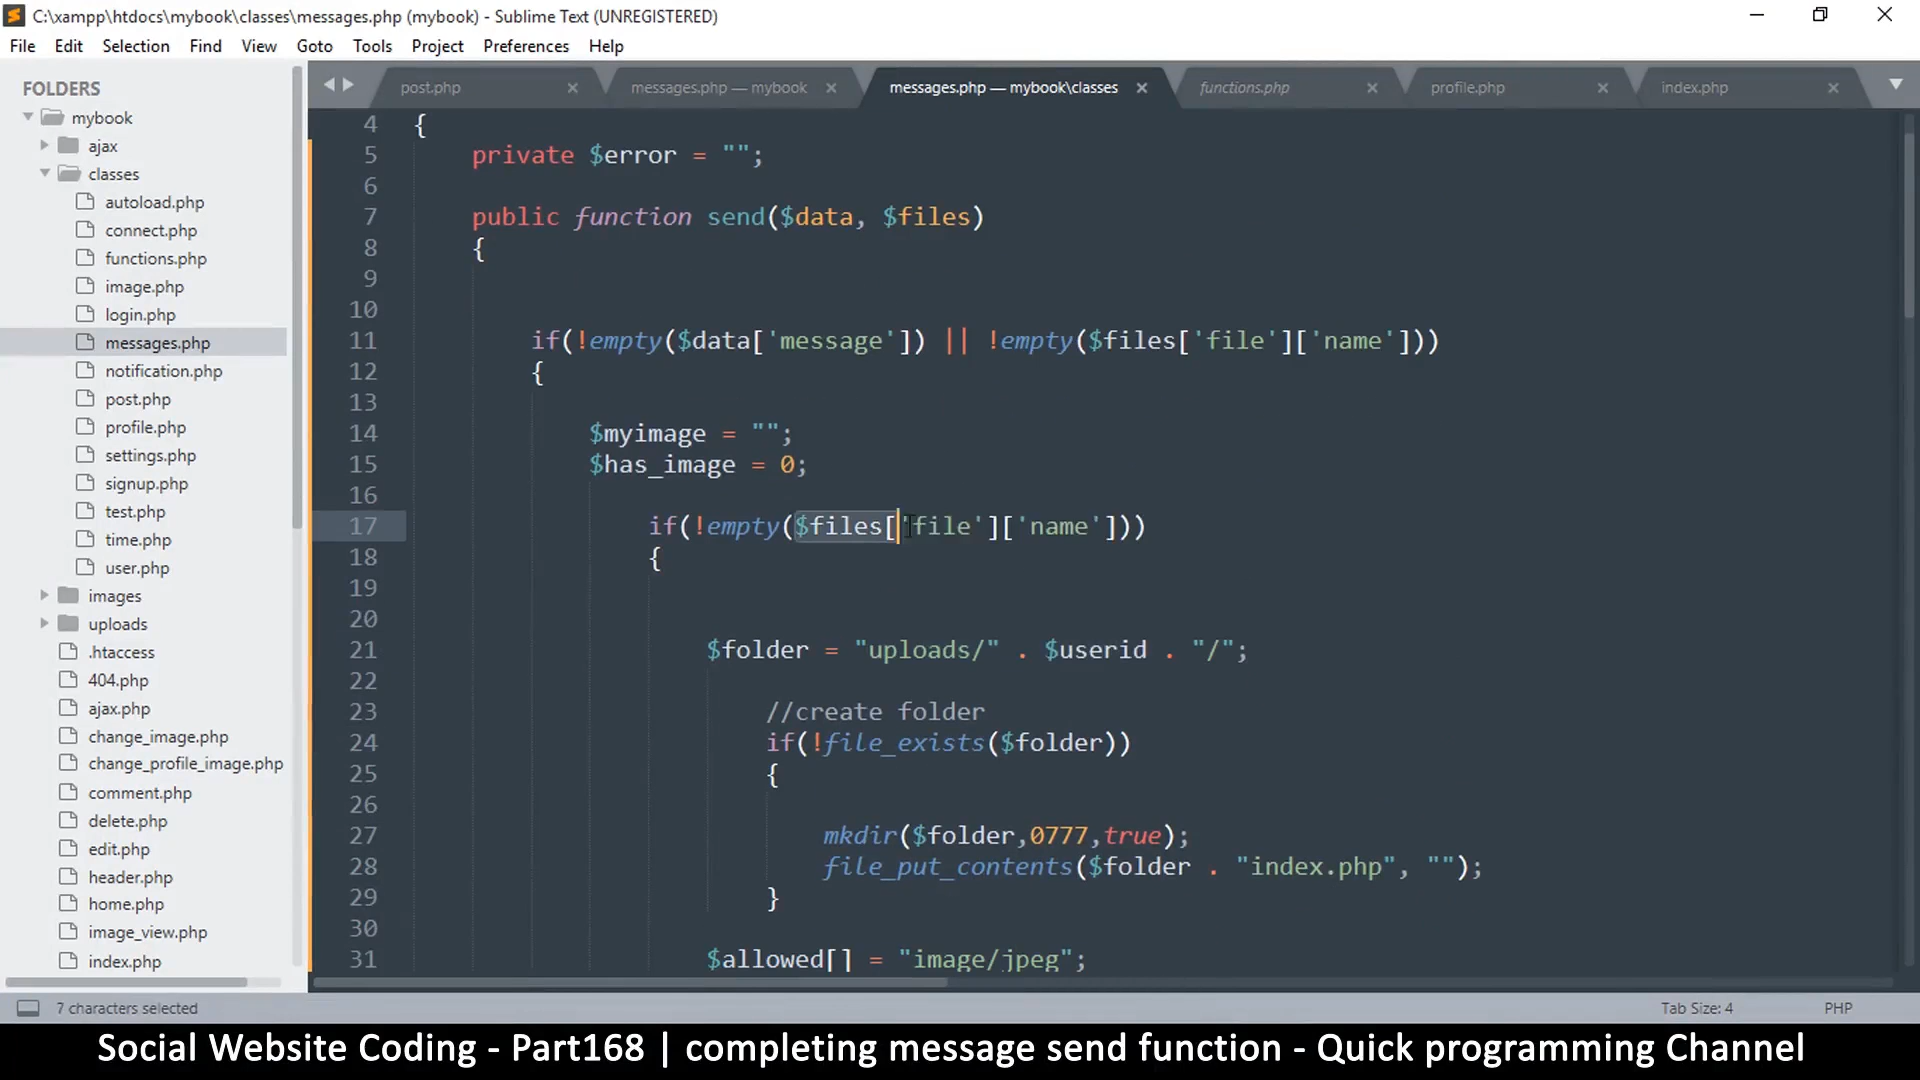 C:\xampp\htdocs\mybook\classes\messages.php (mybook) - Sublime Text (UNREGISTERED)
File Edit Selection Find View Goto Tools Project Preferences Help
FOLDERS
mybook
ajax
classes
autoload.php
connect.php
functions.php
image.php
login.php
messages.php
notification.php
post.php
profile.php
settings.php
signup.php
test.php
time.php
user.php
images
uploads
.htaccess
404.php
ajax.php
change_image.php
change_profile_image.php
comment.php
delete.php
edit.php
header.php
home.php
image_view.php
index.php
post.php messages.php — mybook messages.php — mybook\classes functions.php profile.php index.php
4 {
5 private $error = "";
6
7 public function send($data, $files)
8 {
9
10
11 if(!empty($data['message']) || !empty($files['file']['name']))
12 {
13
14 $myimage = "";
15 $has_image = 0;
16
17 if(!empty($files['file']['name']))
18 {
19
20
21 $folder = "uploads/" . $userid . "/";
22
23 //create folder
24 if(!file_exists($folder))
25 {
26
27 mkdir($folder,0777,true);
28 file_put_contents($folder . "index.php", "");
29 }
30
31 $allowed[] = "image/jpeg";
7 characters selected Tab Size: 4 PHP
Social Website Coding - Part168 | completing message send function - Quick programming Channel